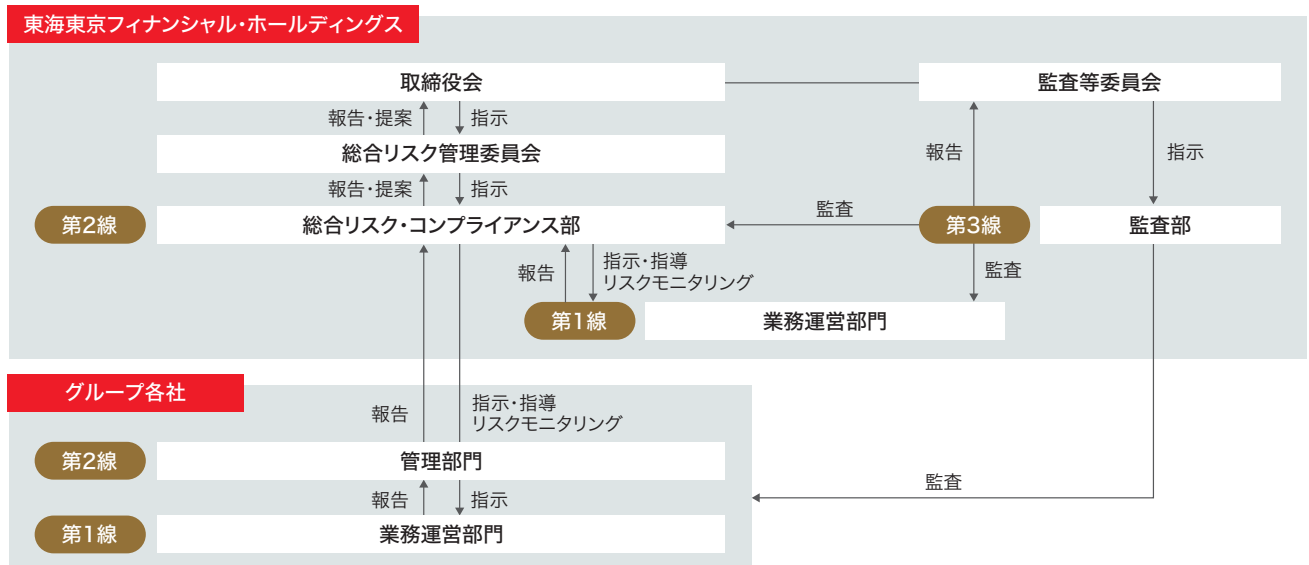 東海東京フィナンシャル・ホールディングス
取締役会
監査等委員会
報告・提案
指示
総合リスク管理委員会
報告
指示
報告・提案
指示
第2線
総合リスク・コンプライアンス部
監査
第3線
監査部
報告
指示・指導
リスクモニタリング
監査
第1線
業務運営部門
グループ各社
報告
指示・指導
リスクモニタリング
第2線
管理部門
監査
報告
指示
第1線
業務運営部門